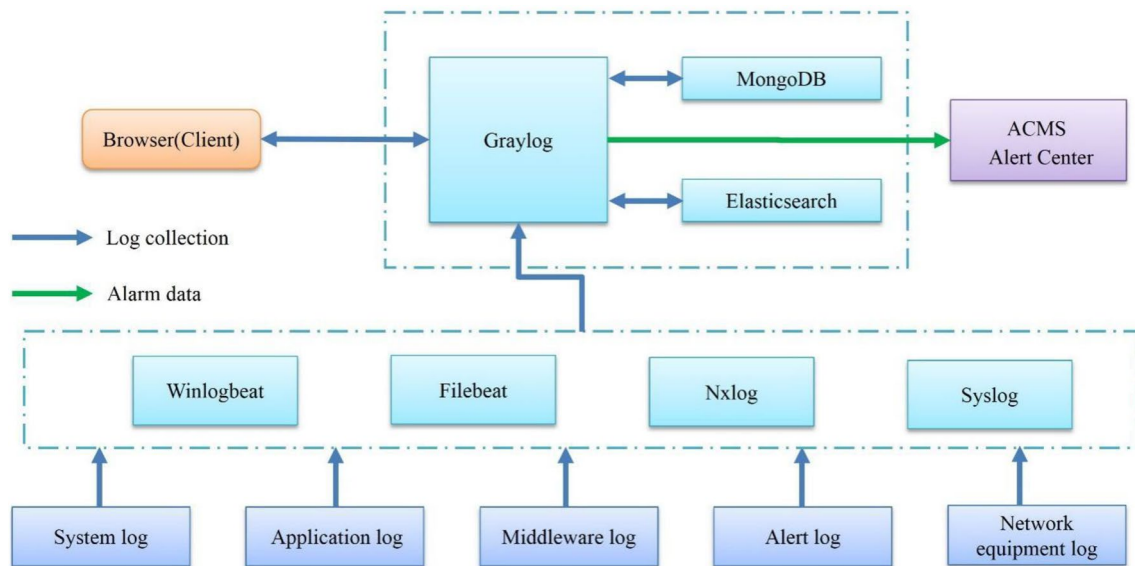 MongoDB
Browser(Client)
Graylog
ACMS
Alert Center
Elasticsearch
Log collection
Alarm data
Winlogbeat
Filebeat
Nxlog
Syslog
System log
Application log
Middleware log
Alert log
Network
equipment log